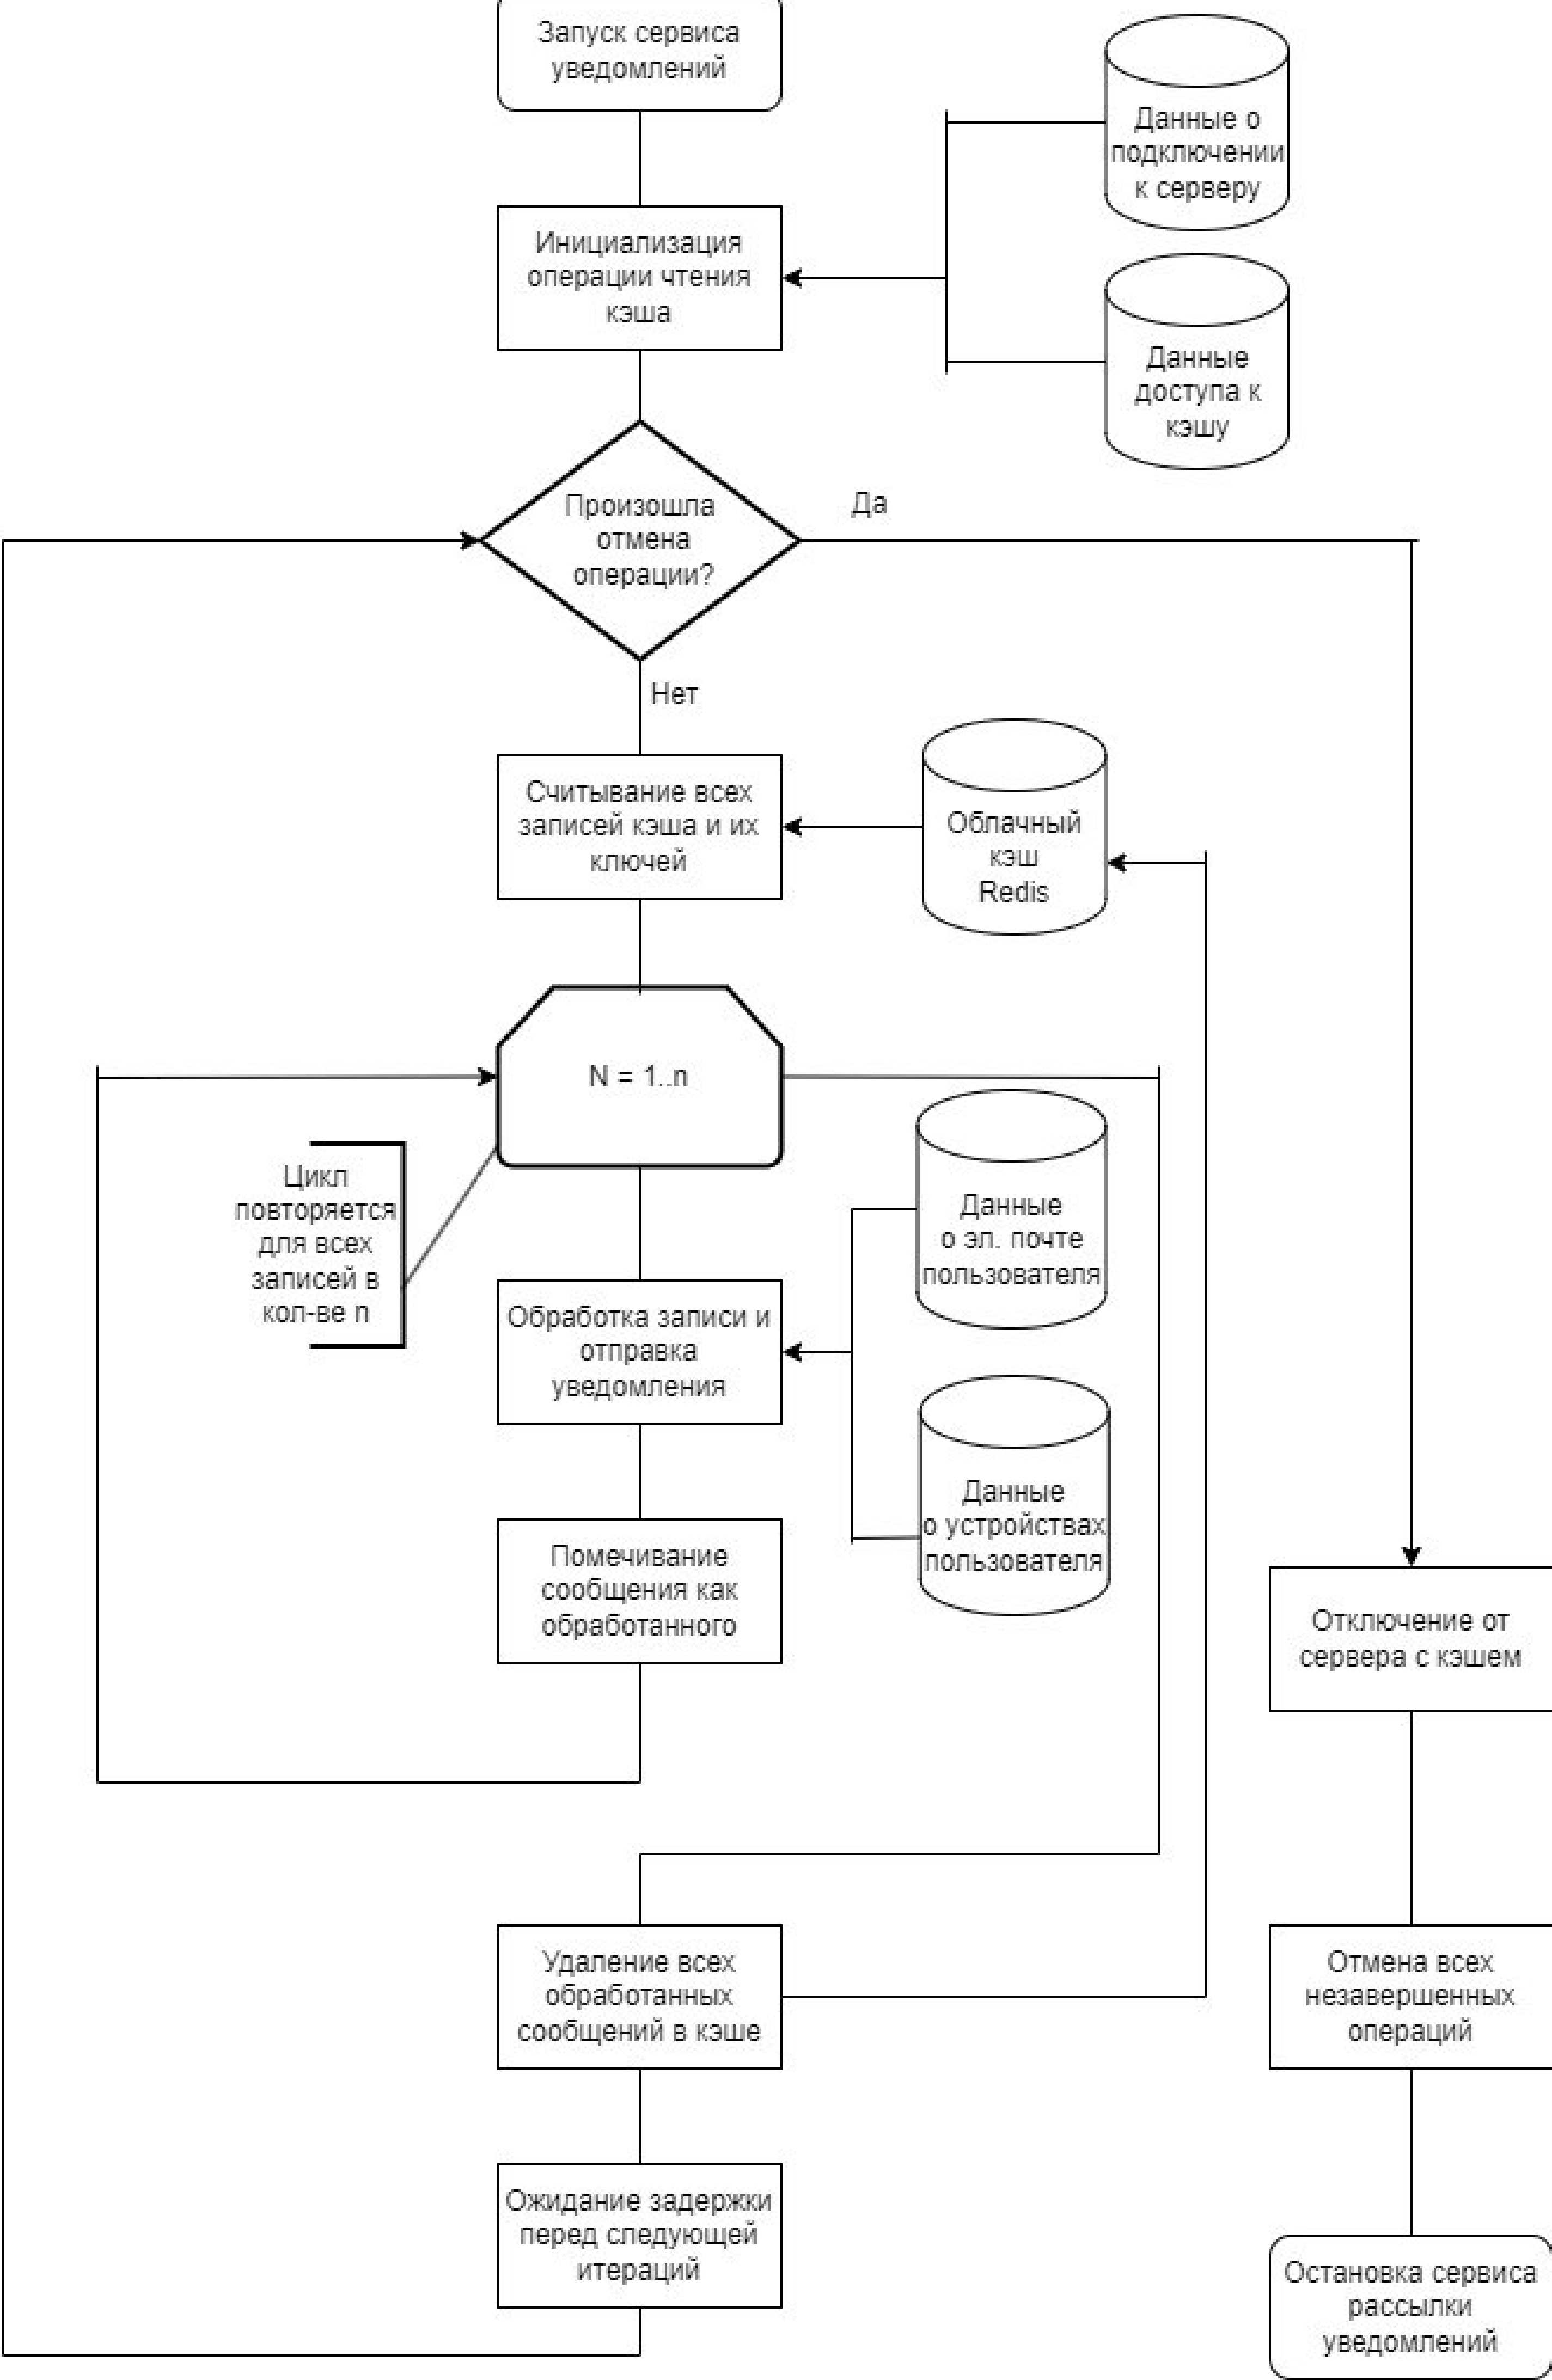 Запуск сервиса
уведомлений
Данные о
подключении
к серверу
Инициализация
операции чтения
кэша
Данные
доступа к
кэшу
Произошла
отмена
операции?
Да
Нет
Считывание всех
записей кэша и их
ключей
Облачный
кэш
Redis
N = 1..n
Цикл
повторяется
для всех
записей в
кол-ве n
Данные
о эл. почте
пользователя
Обработка записи и
отправка
уведомления
Данные
о устройствах
пользователя
Помечивание
сообщения как
обработанного
Отключение от
сервера с кэшем
Удаление всех
обработанных
сообщений в кэше
Отмена всех
незавершенных
операций
Ожидание задержки
перед следующей
итераций
Остановка сервиса
рассылки
уведомлений